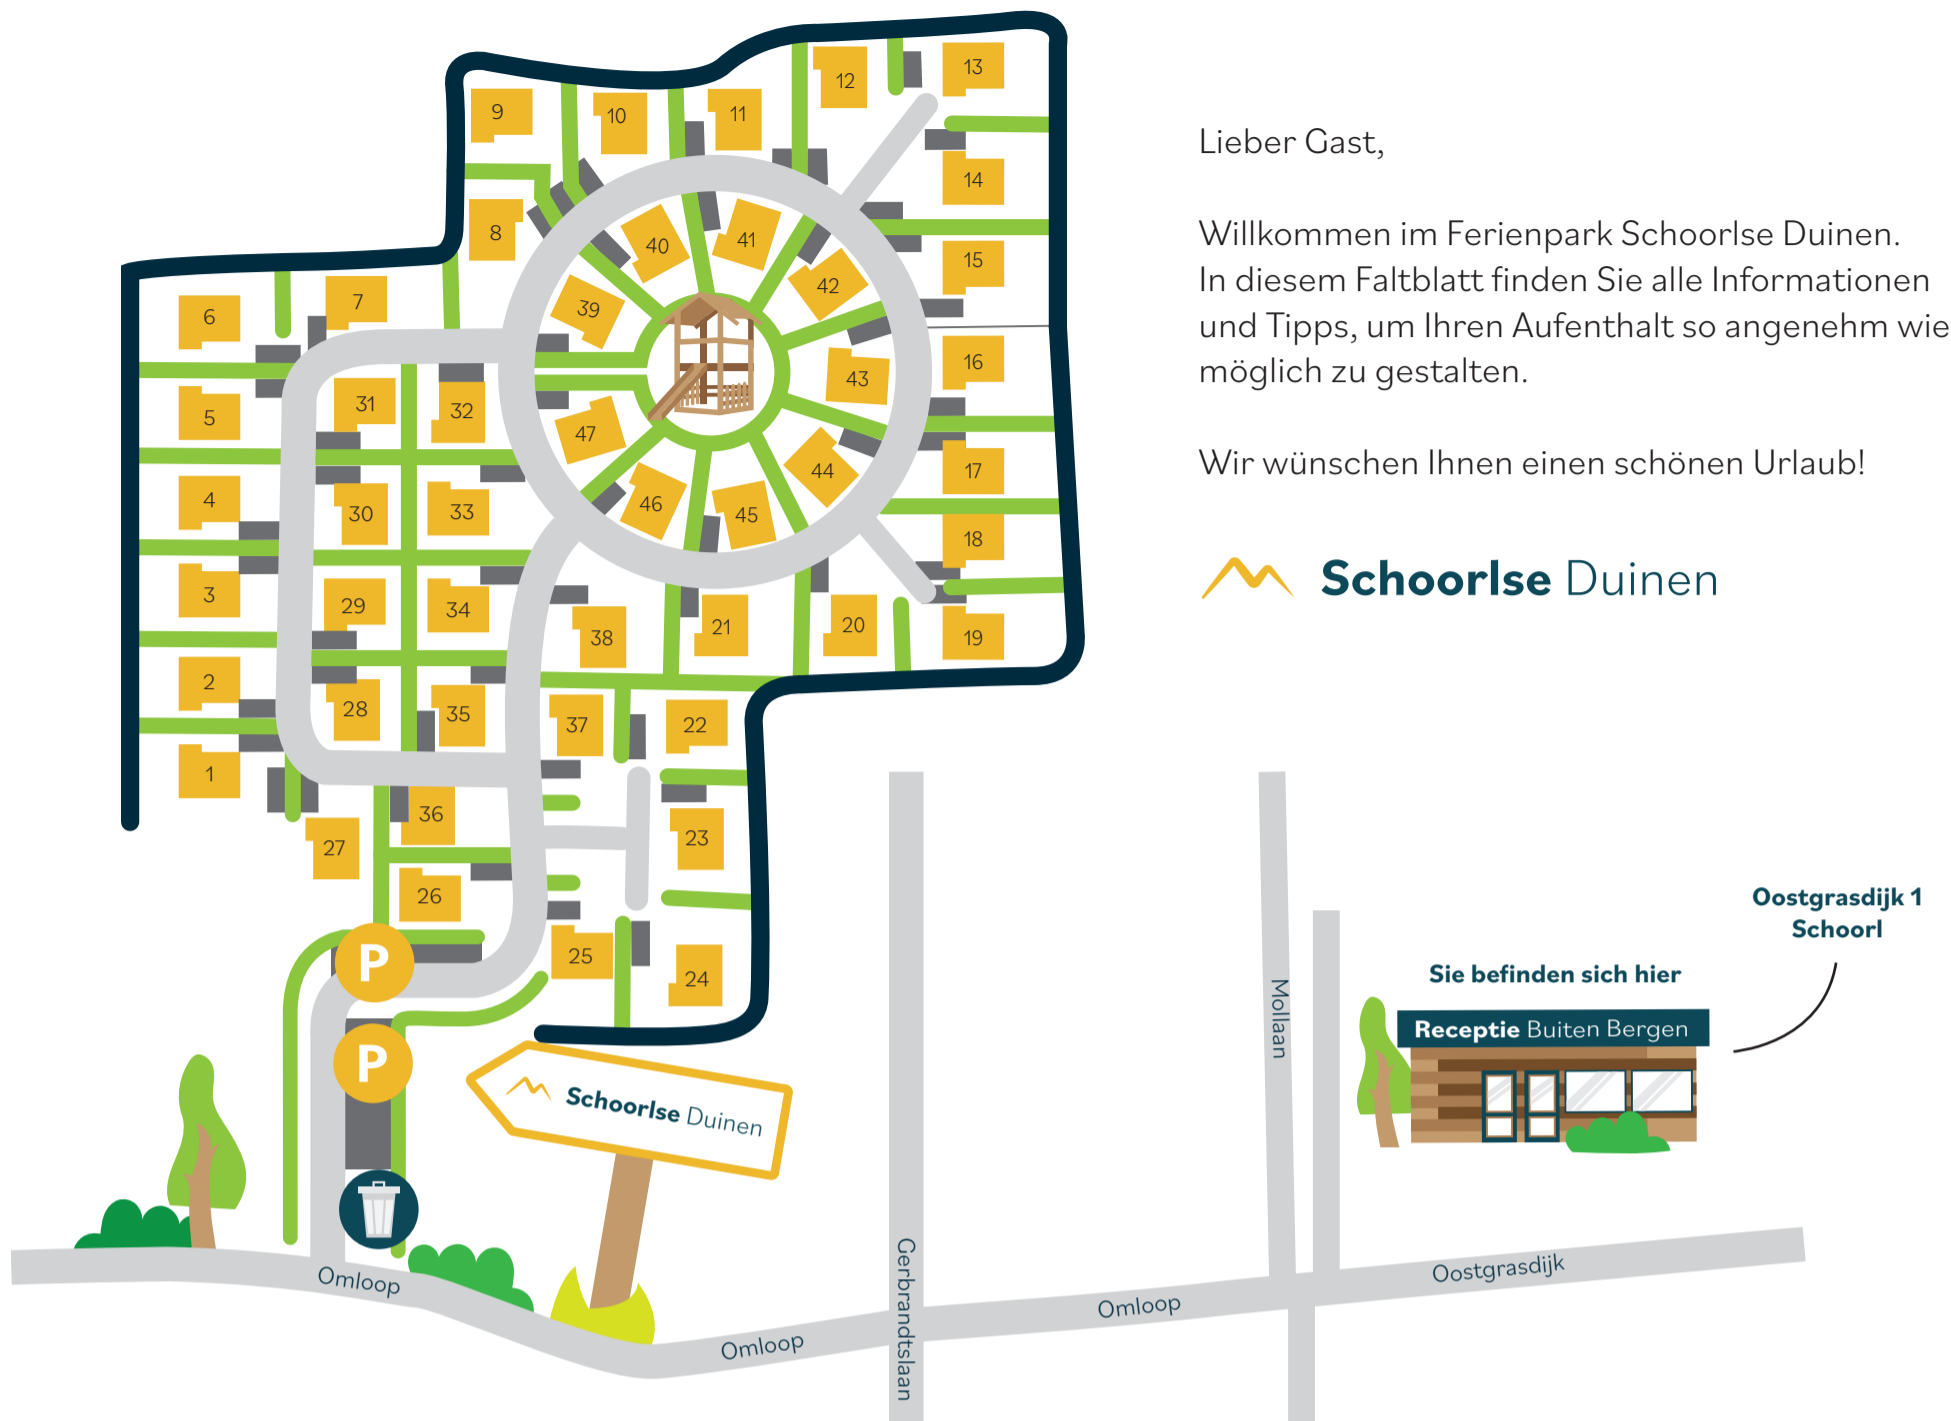 Lieber Gast,
Willkommen im Ferienpark Schoorlse Duinen.
In diesem Faltblatt finden Sie alle Informationen
und Tipps, um Ihren Aufenthalt so angenehm wie
möglich zu gestalten.
Wir wünschen Ihnen einen schönen Urlaub!
Schoorlse Duinen
13
12
9
10
11
14
8
40
41
15
42
7
6
39
16
43
31
32
5
47
44
17
4
46
45
30
33
18
3
29
34
38
21
20
19
2
28
35
37
22
1
36
23
27
26
25
24
P
P
Schoorlse Duinen
Oostgrasdijk 1
Schoorl
Sie befinden sich hier
Receptie Buiten Bergen
Mollaan
Gerbrandtslaan
Omloop
Omloop
Omloop
Oostgrasdijk